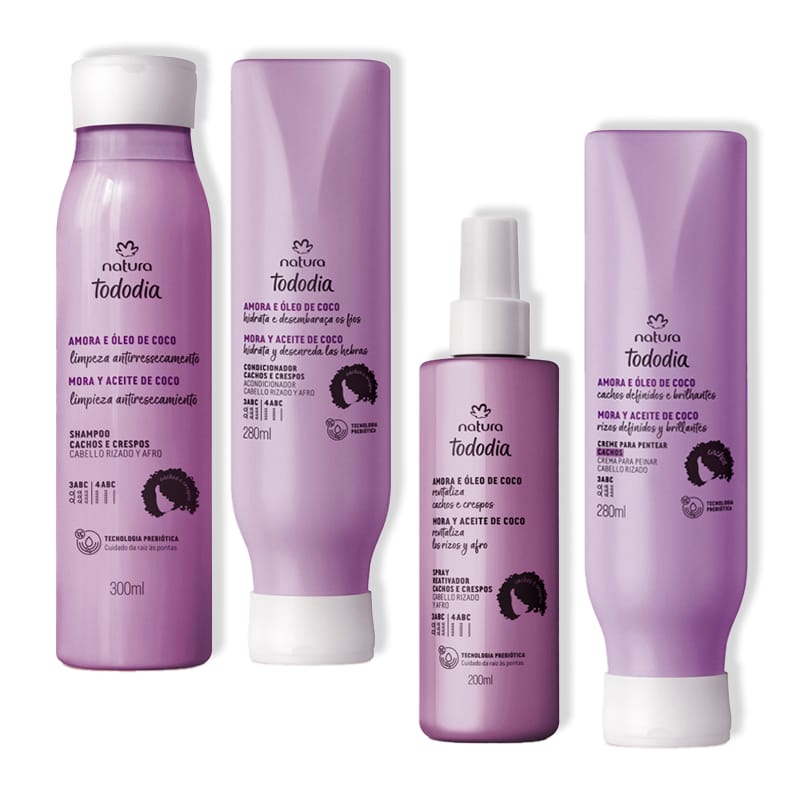 natura
Tododia
AMORA E ÓLEO DE COCO
limpeza antirressecamento
MORA Y ACEITE DE COCO
limpieza antiresecamiento
SHAMPOO
CACHOS E CRESPOS
CABELLO RIZADO Y AFRO
3ABC | 4ABC
TECNOLOGIA PREBIÓTICA
Cuidado da raiz às pontas
300ml
natura
Tododia
AMORA E ÓLEO DE COCO
hidrata e desembaraça os fios
MORA Y ACEITE DE COCO
hidrata y desenreda las hebras
CONDICIONADOR
CACHOS E CRESPOS
ACONDICIONADOR
CABELLO RIZADO Y AFRO
3ABC | 4ABC
280ml
TECNOLOGIA
PREBIÓTICA
natura
Tododia
AMORA E ÓLEO DE COCO
revitaliza
cachos e crespos
MORA Y ACEITE DE COCO
revitaliza
los rizos y afro
SPRAY
REATIVADOR
CACHOS E CRESPOS
CABELLO RIZADO
Y AFRO
3ABC | 4ABC
TECNOLOGIA PREBIÓTICA
Cuidado da raiz às pontas
200ml
natura
Tododia
AMORA E ÓLEO DE COCO
cachos definidos e brilhantes
MORA Y ACEITE DE COCO
rizos definidos y brillantes
CREME PARA PENTEAR
CACHOS
CREMA PARA PEINAR
CABELLO RIZADO
3ABC
cachos
280ml
TECNOLOGIA
PREBIÓTICA